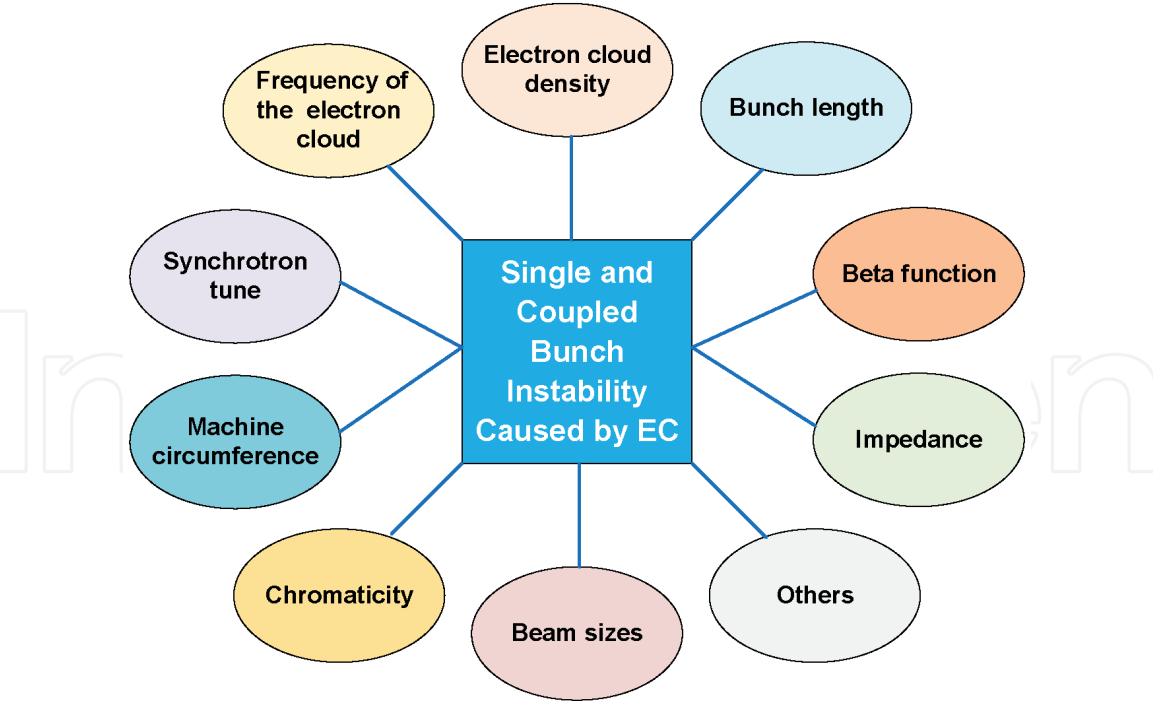 Electron cloud
density
Frequency of
the electron
cloud
Bunch length
Synchrotron
tune
Single and
Coupled
Bunch
Instability
Caused by EC
Beta function
Machine
circumference
Impedance
Chromaticity
Beam sizes
Others